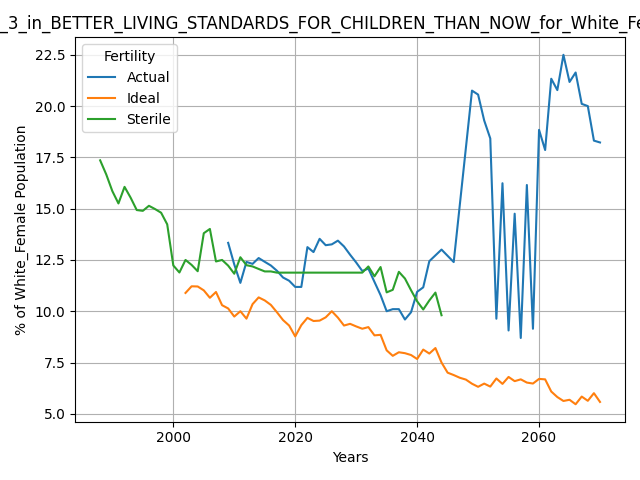 _3_in_BETTER_LIVING_STANDARDS_FOR_CHILDREN_THAN_NOW_for_White_Fe
Fertility
Actual
Ideal
Sterile
% of White_Female Population
22.5
20.0
17.5
15.0
12.5
10.0
7.5
5.0
2000 2020 2040 2060
Years